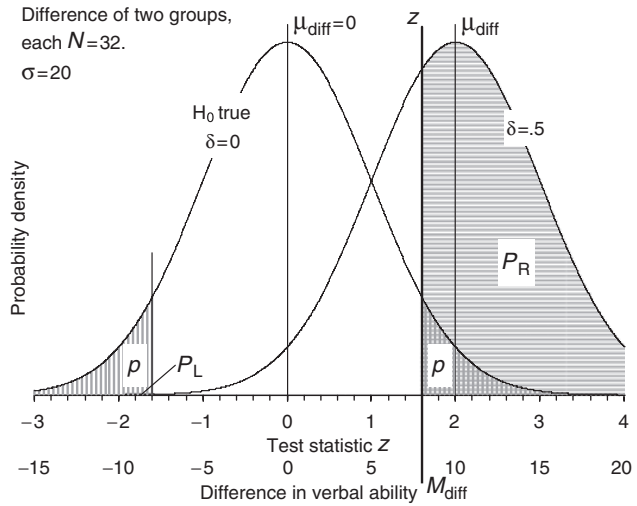 Difference of two groups,
each N=32.
σ=20
μdiff=0
z
μdiff
H0 true
δ=0
δ=.5
Probability density
PR
p
PL
p
−3 −2 −1 0 1 2 3 4
Test statistic z
−15 −10 −5 0 5 10 15 20
Difference in verbal ability Mdiff